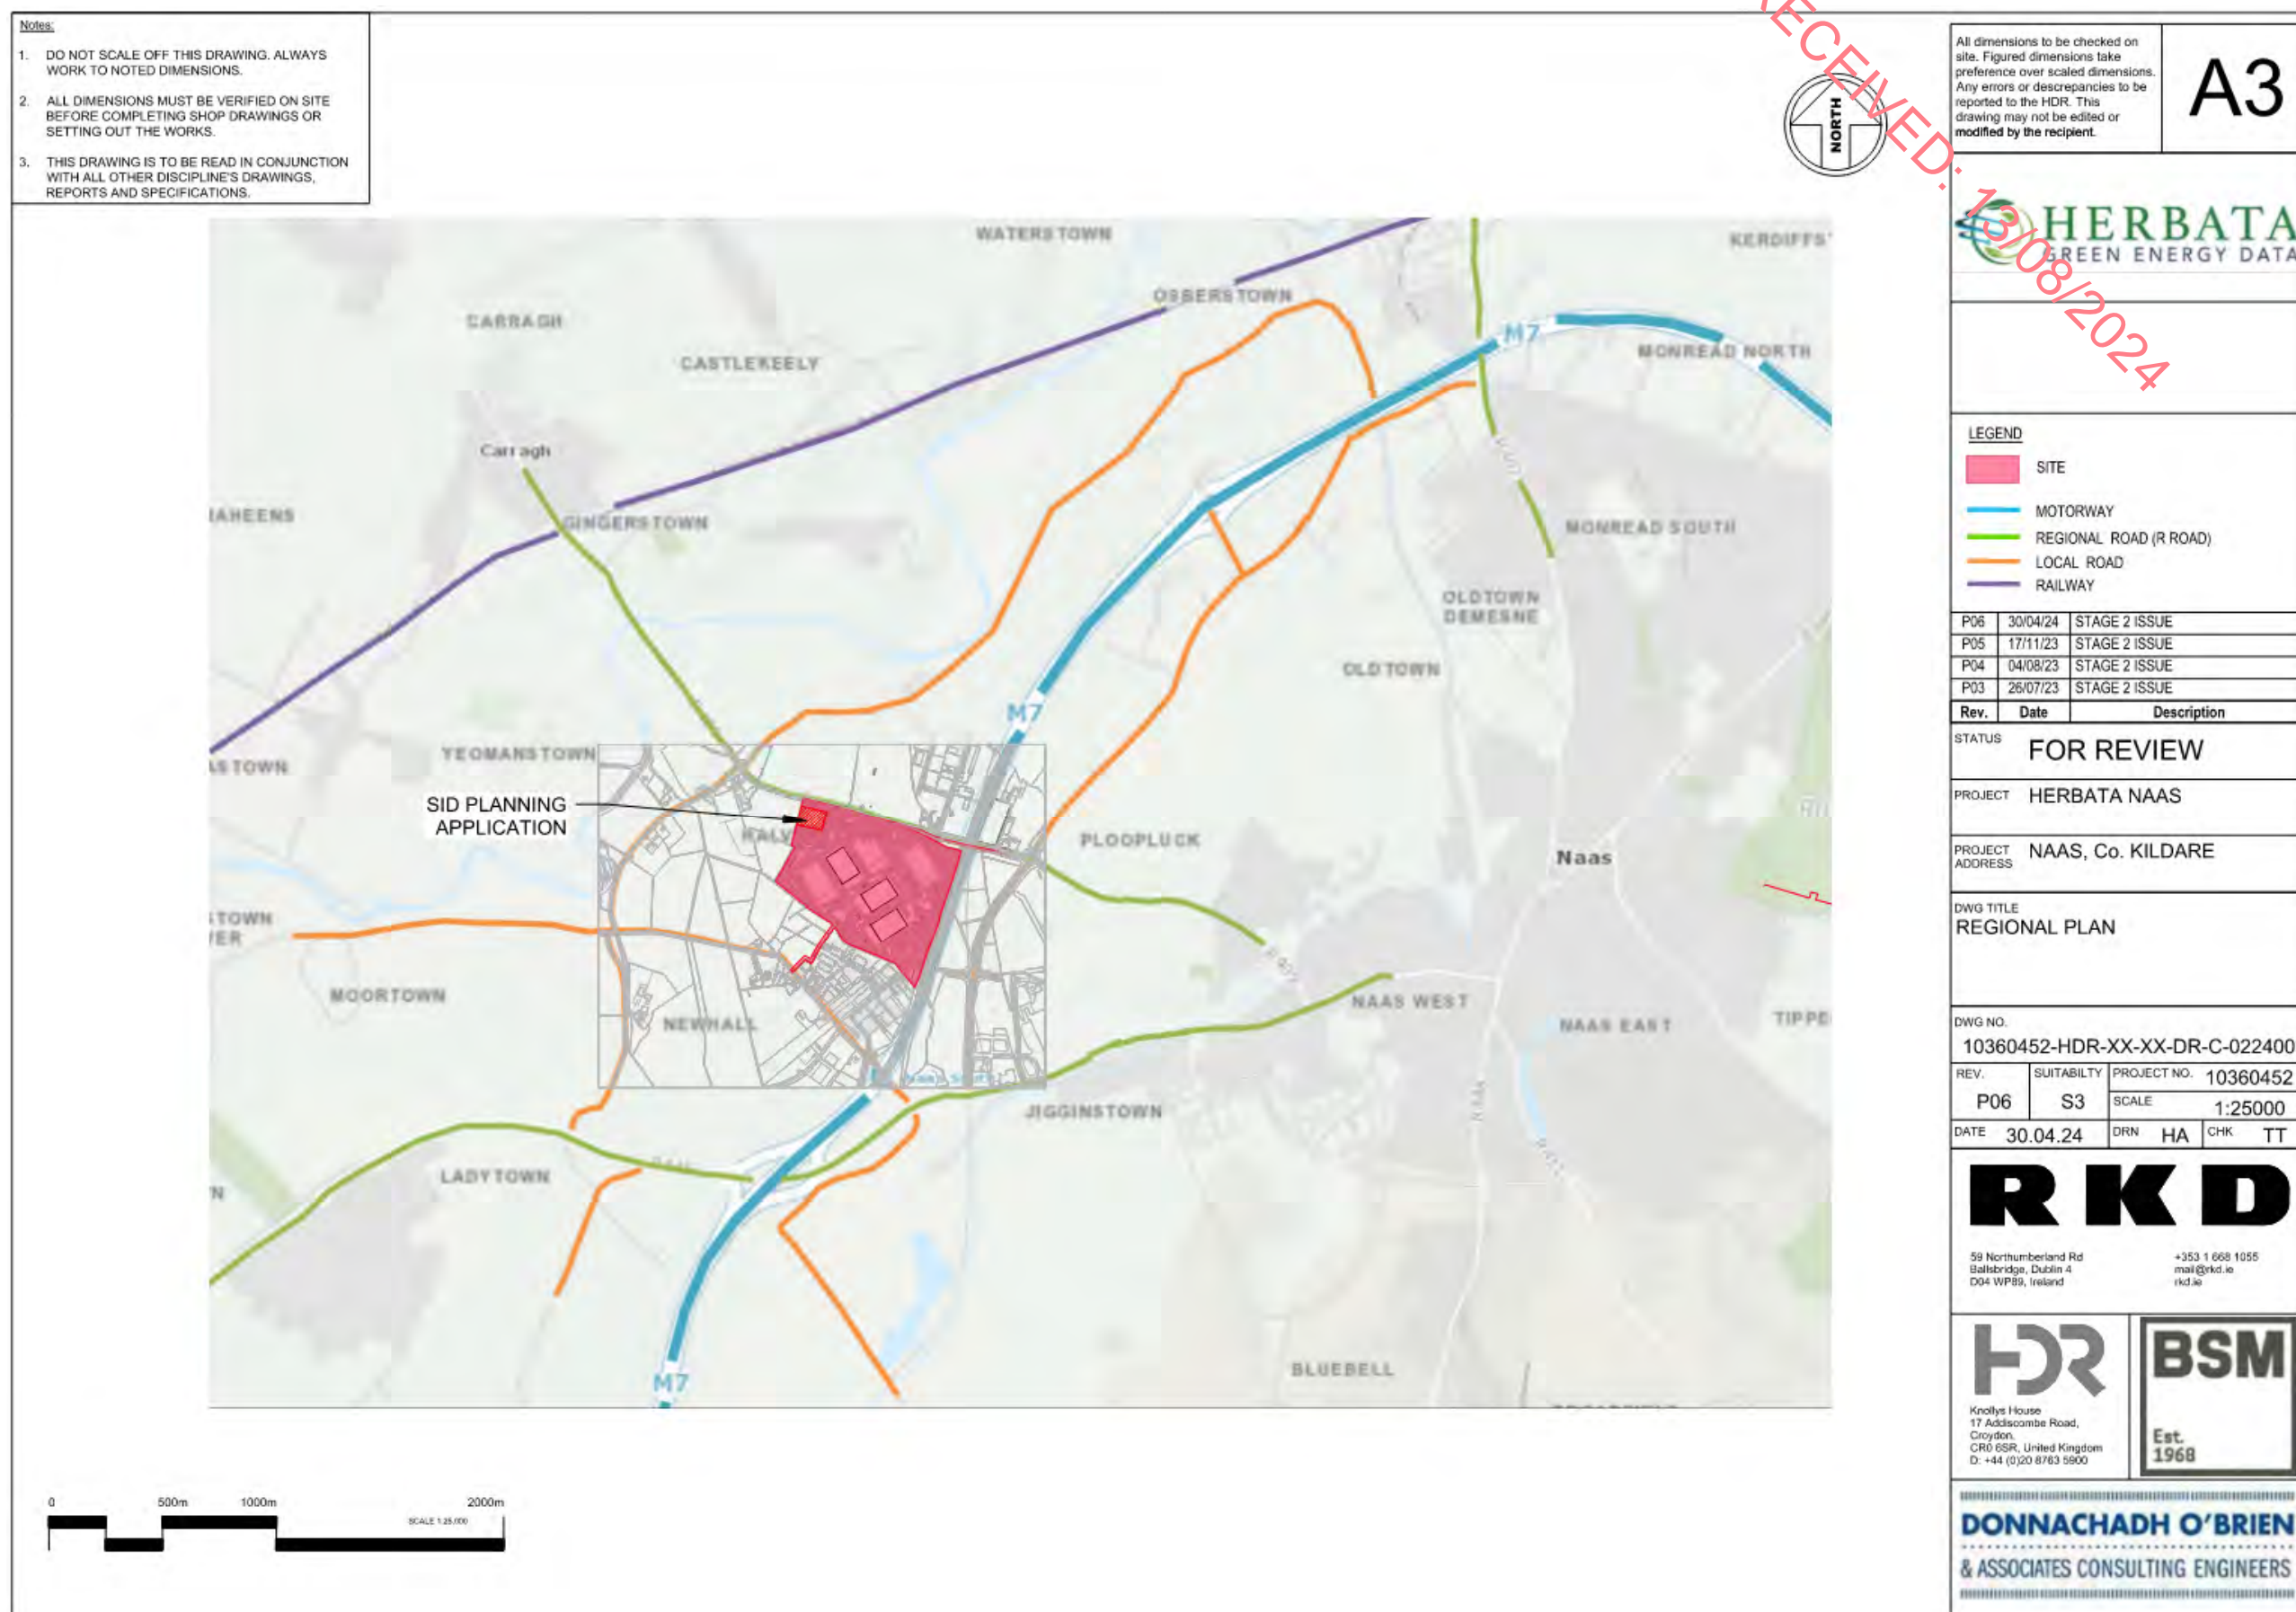 Notes:
1. DO NOT SCALE OFF THIS DRAWING. ALWAYS
WORK TO NOTED DIMENSIONS.
2. ALL DIMENSIONS MUST BE VERIFIED ON SITE
BEFORE COMPLETING SHOP DRAWINGS OR
SETTING OUT THE WORKS.
3. THIS DRAWING IS TO BE READ IN CONJUNCTION
WITH ALL OTHER DISCIPLINE'S DRAWINGS,
REPORTS AND SPECIFICATIONS.
NORTH
RECEIVED: 13/08/2024
WATERSTOWN
KERDIFFS
OSBERSTOWN
CARRAGH
M7
CASTLEKEELY
MONREAD NORTH
Carragh
GINGERSTOWN
MONREAD SOUTH
OLDTOWN
DEMESNE
OLDTOWN
M7
YEOMANSTOWN
SID PLANNING
APPLICATION
PLOOPLUCK
Naas
MOORTOWN
NEWHALL
NAAS WEST
NAAS EAST
JIGGINSTOWN
LADYTOWN
BLUEBELL
M7
0 500m 1000m 2000m
SCALE 1:25,000
All dimensions to be checked on
site. Figured dimensions take
preference over scaled dimensions.
Any errors or descrepancies to be
reported to the HDR. This
drawing may not be edited or
modified by the recipient.
A3
HERBATA
GREEN ENERGY DATA
LEGEND
SITE
MOTORWAY
REGIONAL ROAD (R ROAD)
LOCAL ROAD
RAILWAY
P06 30/04/24 STAGE 2 ISSUE
P05 17/11/23 STAGE 2 ISSUE
P04 04/08/23 STAGE 2 ISSUE
P03 26/07/23 STAGE 2 ISSUE
Rev. Date Description
STATUS FOR REVIEW
PROJECT HERBATA NAAS
PROJECT
ADDRESS NAAS, Co. KILDARE
DWG TITLE
REGIONAL PLAN
DWG NO.
10360452-HDR-XX-XX-DR-C-022400
REV. SUITABILTY PROJECT NO. 10360452
P06 S3 SCALE 1:25000
DATE 30.04.24 DRN HA CHK TT
RKD
59 Northumberland Rd
Ballsbridge, Dublin 4
D04 WP89, Ireland
+353 1 668 1055
mail@rkd.ie
rkd.ie
HDR
Knollys House
17 Addiscombe Road,
Croydon,
CR0 6SR, United Kingdom
D: +44 (0)20 8763 5900
BSM
Est.
1968
DONNACHADH O'BRIEN
& ASSOCIATES CONSULTING ENGINEERS